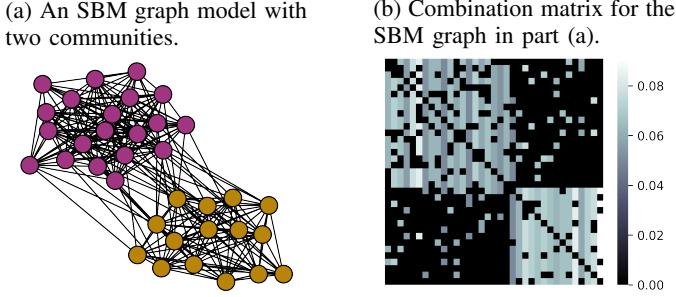 (a) An SBM graph model with
two communities.
(b) Combination matrix for the
SBM graph in part (a).
0.08
0.06
0.04
0.02
0.00